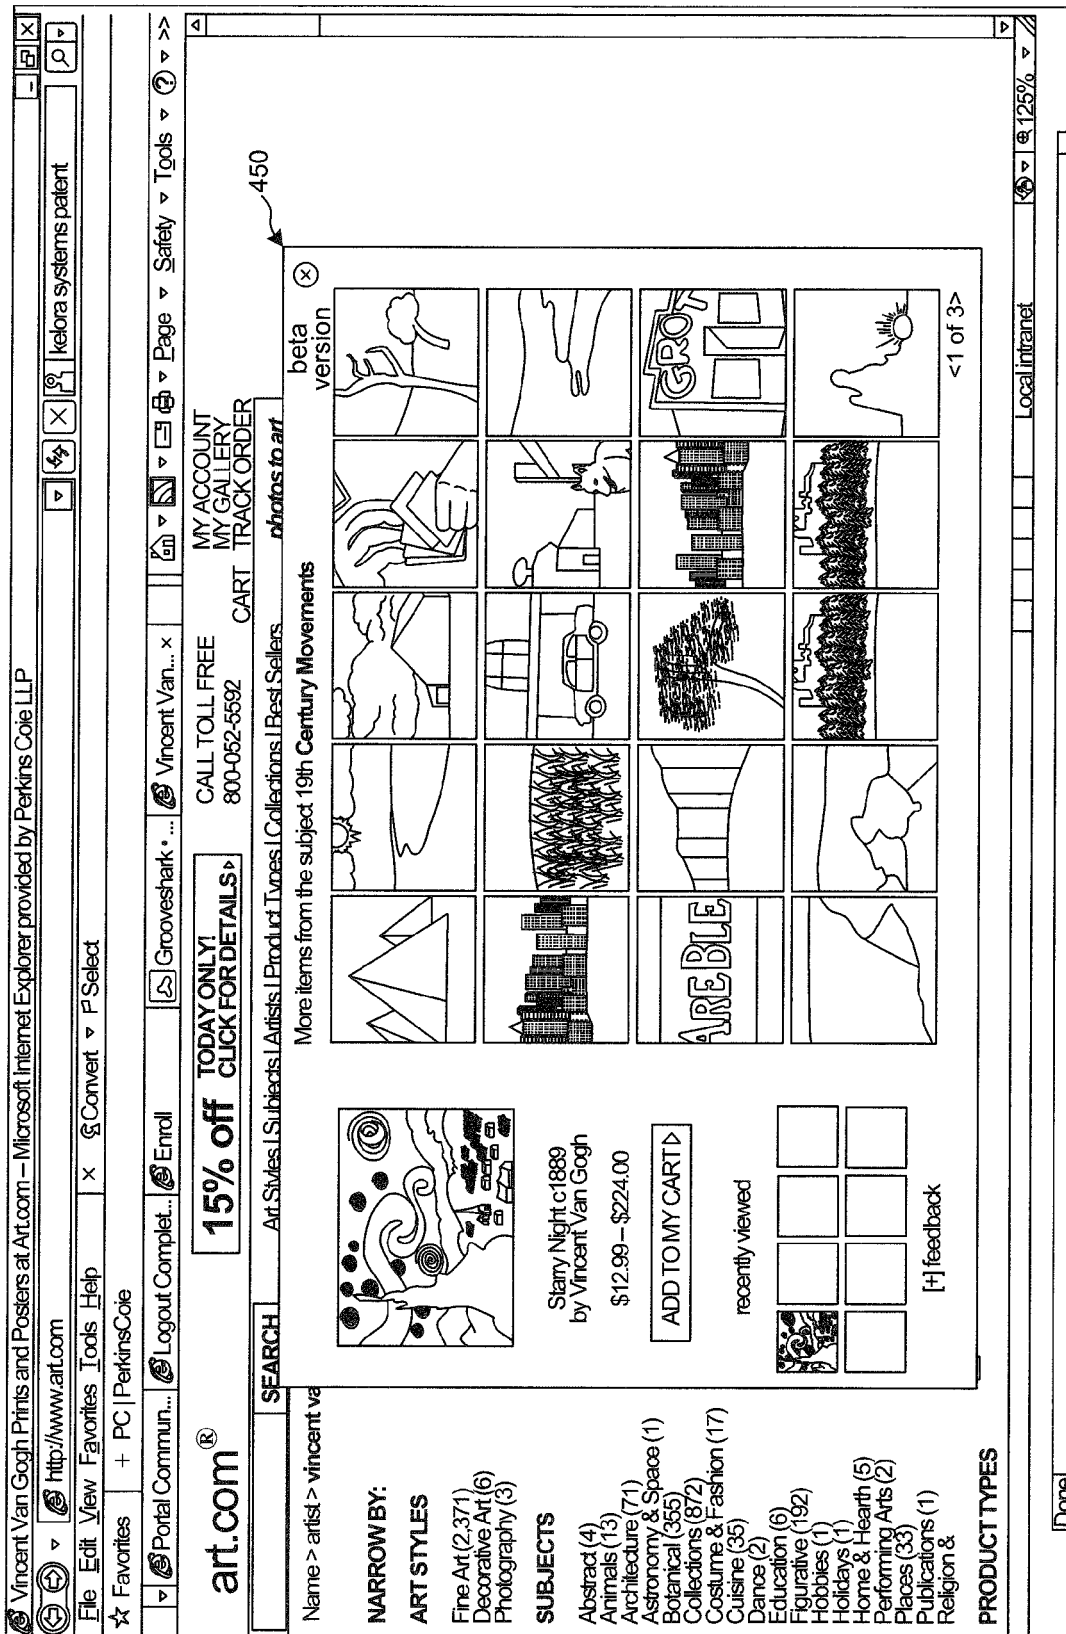 Vincent Van Gogh Prints and Posters at Art.com – Microsoft Internet Explorer provided by Perkins Coie LLP
http://www.art.com
kelora systems patent
File Edit View Favorites Tools Help
× Convert Select
Favorites + PC | PerkinsCoie
Portal Commun... Logout Complet... Enroll Grooveshark • ... Vincent Van... ×
Page Safety Tools ? >>
art.com®
15% off TODAY ONLY!
CLICK FOR DETAILS
CALL TOLL FREE
800-052-5592
CART
MY ACCOUNT
MY GALLERY
TRACK ORDER
SEARCH
Art Styles | Subjects | Artists | Product Types | Collections | Best Sellers
photos to art
450
Name > artist > vincent va
NARROW BY:
ART STYLES
Fine Art (2,371)
Decorative Art (6)
Photography (3)
SUBJECTS
Abstract (4)
Animals (13)
Architecture (71)
Astronomy & Space (1)
Botanical (355)
Collections (872)
Costume & Fashion (17)
Cuisine (35)
Dance (2)
Education (6)
Figurative (192)
Hobbies (1)
Holidays (1)
Home & Hearth (5)
Performing Arts (2)
Places (33)
Publications (1)
Religion &
PRODUCT TYPES
More items from the subject 19th Century Movements
beta
version
Starry Night c1889
by Vincent Van Gogh
$12.99 – $224.00
ADD TO MY CART
recently viewed
[+] feedback
GROT
ARE BLE
<1 of 3>
Local intranet
125%
Done